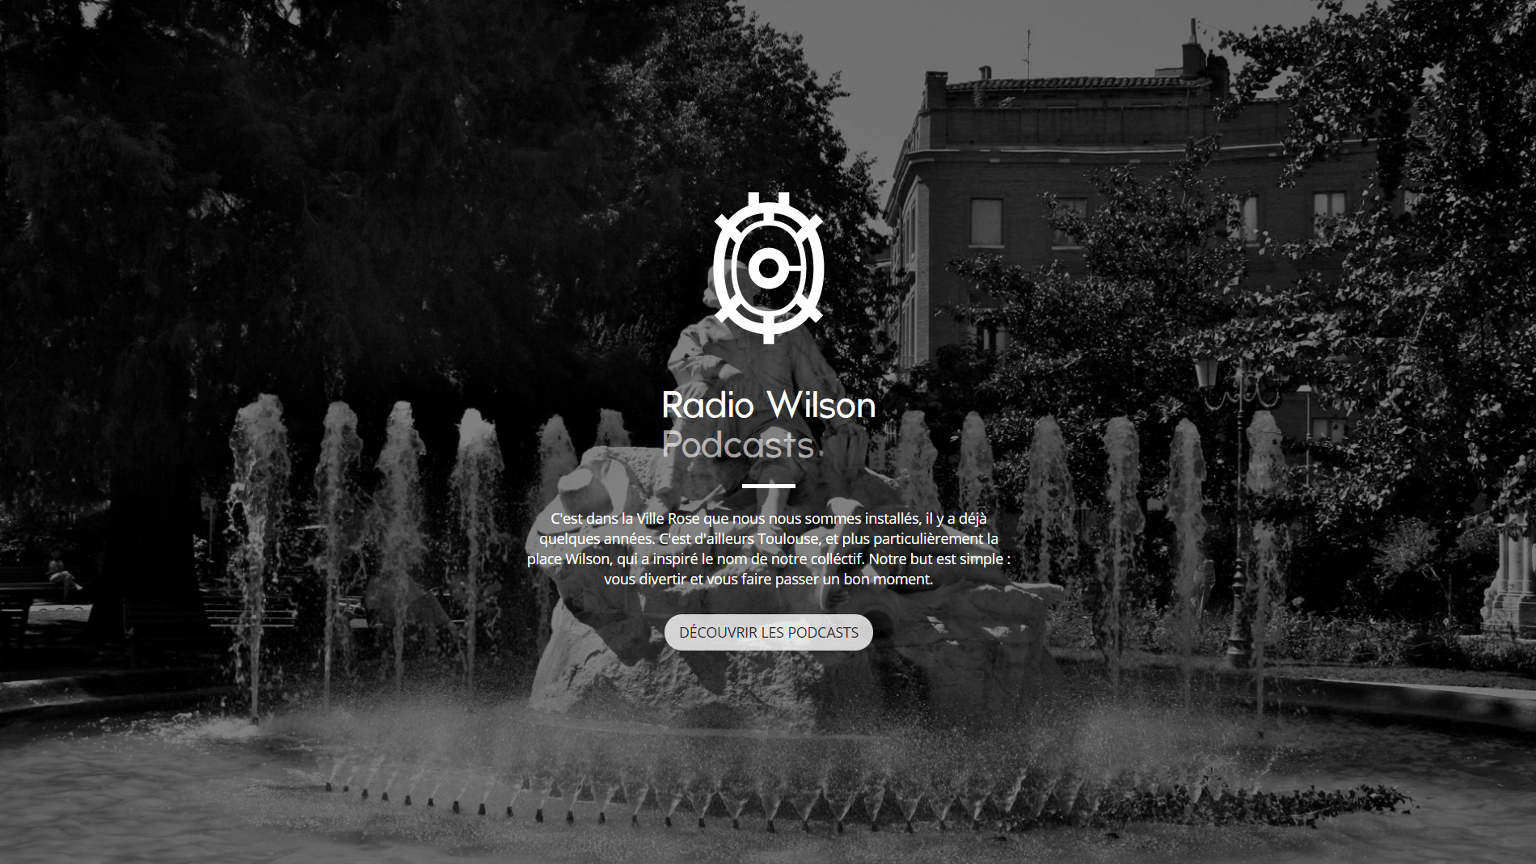 Radio Wilson
Podcasts.
C'est dans la Ville Rose que nous nous sommes installés, il y a déjà
quelques années. C'est d'ailleurs Toulouse, et plus particulièrement la
place Wilson, qui a inspiré le nom de notre colléctif. Notre but est simple :
vous divertir et vous faire passer un bon moment.
DÉCOUVRIR LES PODCASTS